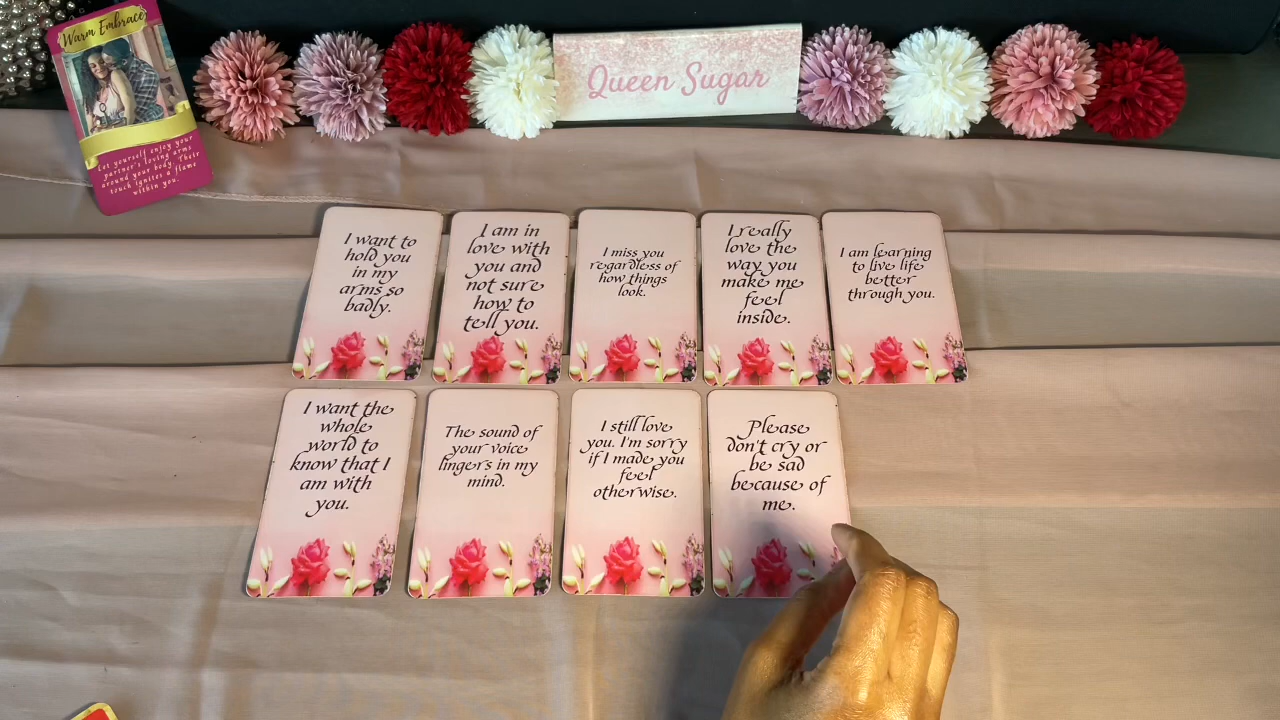 Warm Embrace
Let yourself enjoy your
partner's loving arms
around your body. Their
touch ignites a flame
within you.
Queen Sugar
I want to
hold you
in my
arms so
badly.
I am in
love with
you and
not sure
how to
tell you.
I miss you
regardless of
how things
look.
I really
love the
way you
make me
feel
inside.
I am learning
to live life
better
through you.
I want the
whole
world to
know that I
am with
you.
The sound of
your voice
lingers in my
mind.
I still love
you. I'm sorry
if I made you
feel
otherwise.
Please
don't cry or
be sad
because of
me.